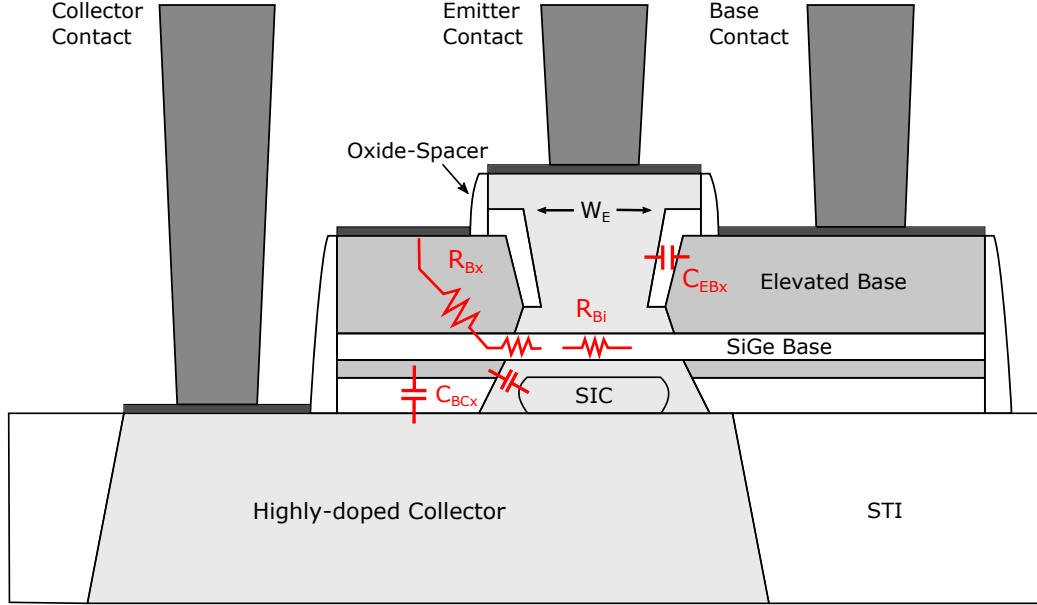 Collector
Contact
Emitter
Contact
Base
Contact
Oxide-Spacer
W_E
R_Bx
C_EBx
Elevated Base
R_Bi
SiGe Base
C_BCx
SIC
Highly-doped Collector
STI